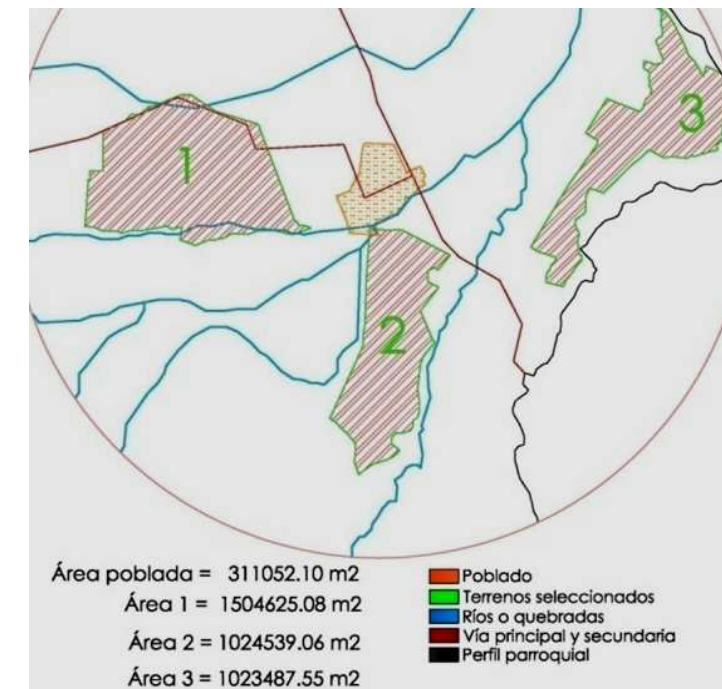 1
3
2
Área poblada = 311052.10 m2
Área 1 = 1504625.08 m2
Área 2 = 1024539.06 m2
Área 3 = 1023487.55 m2
Poblado
Terrenos seleccionados
Ríos o quebradas
Vía principal y secundaria
Perfil parroquial